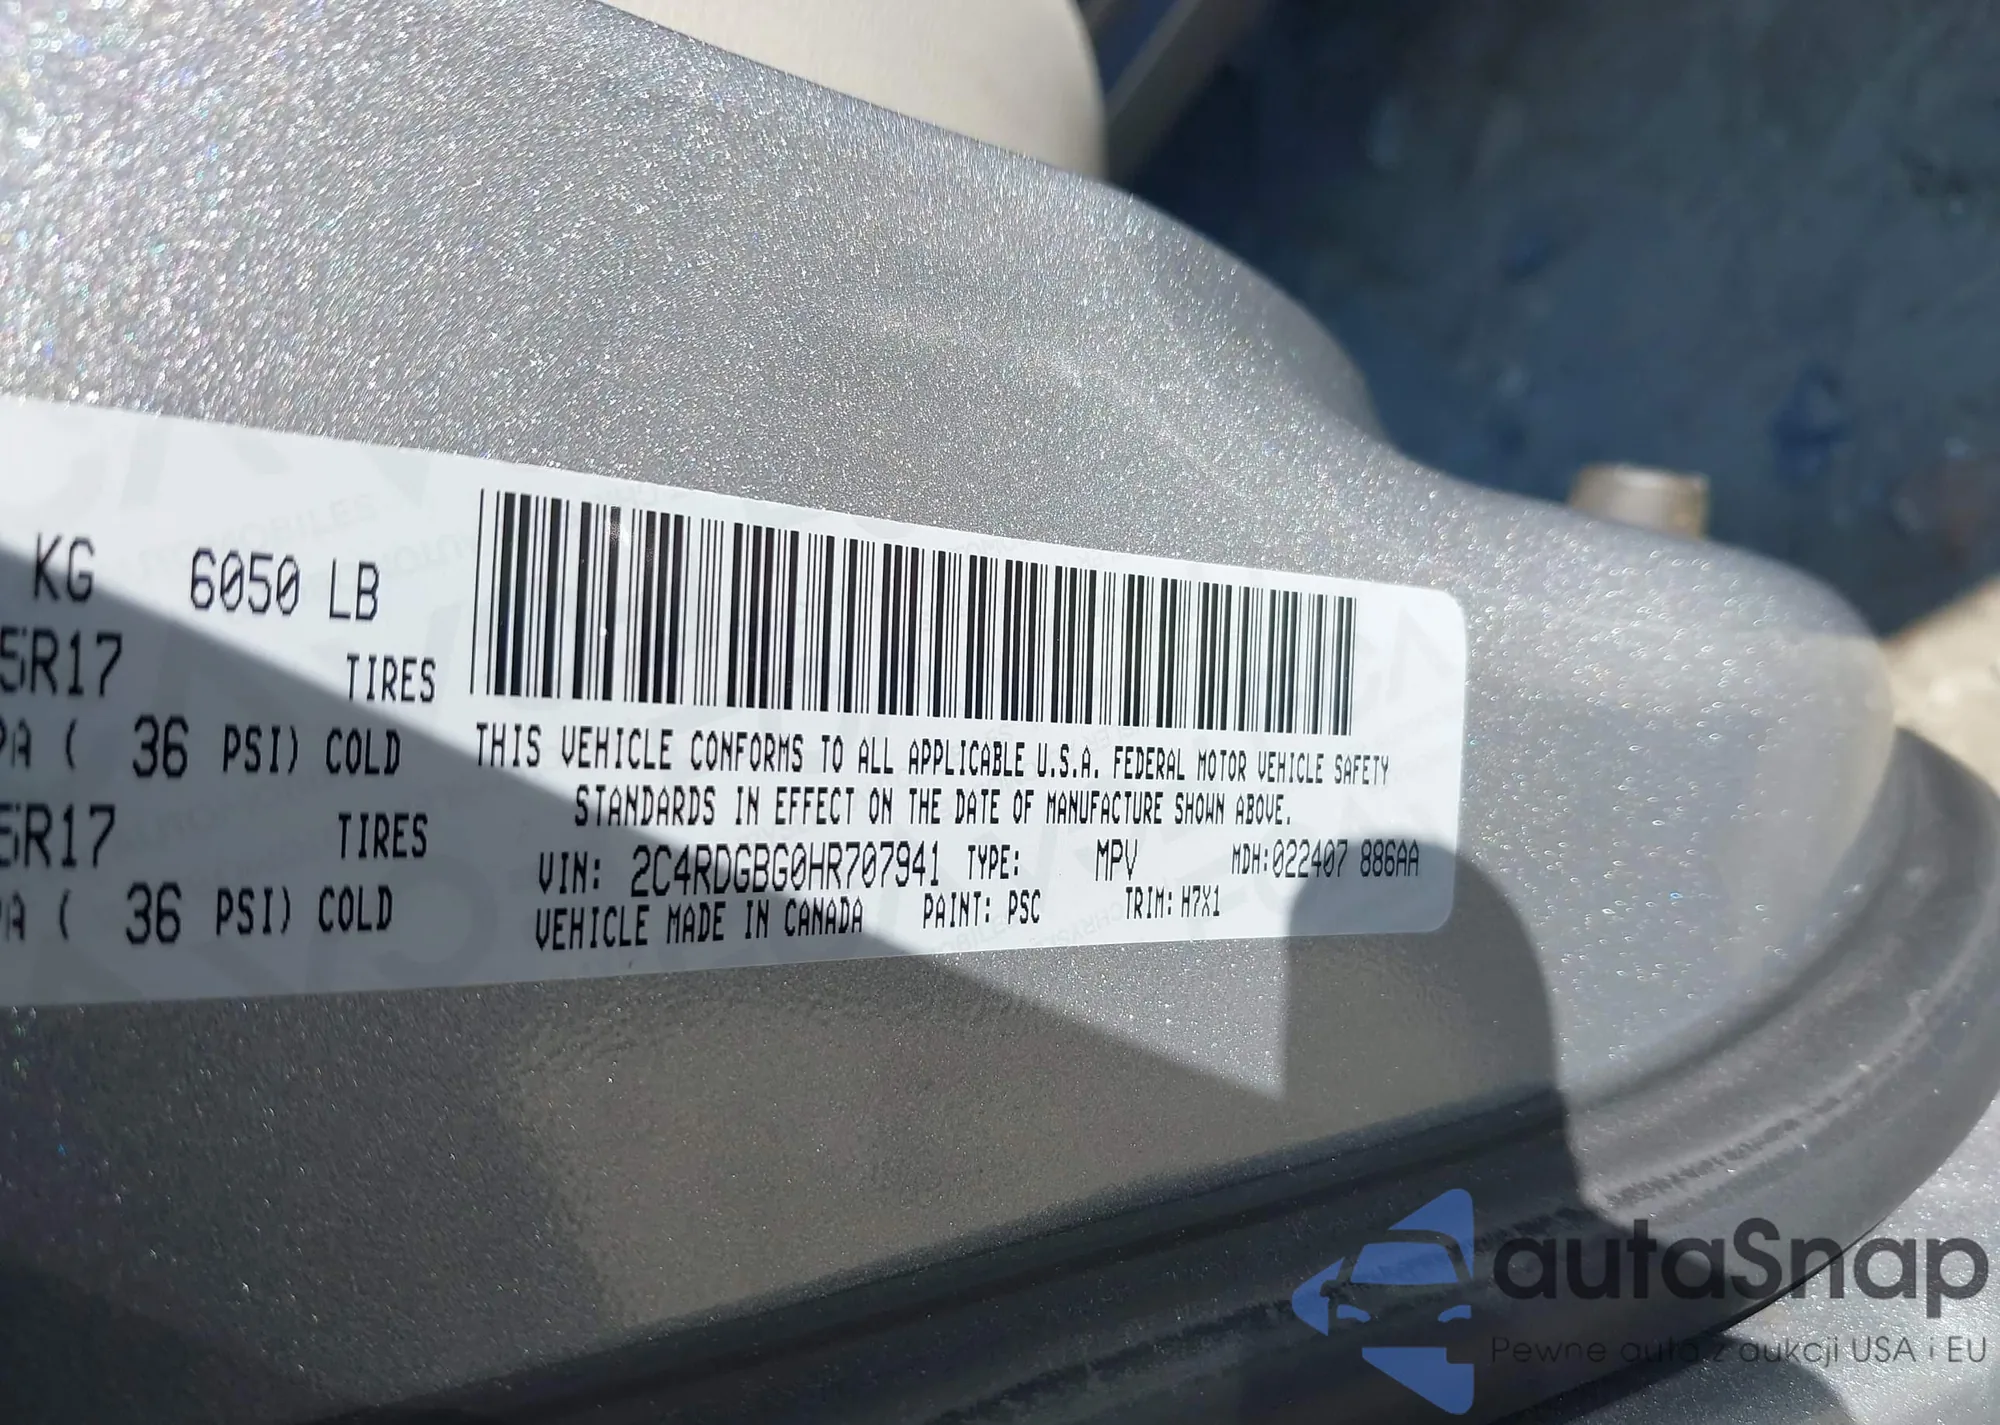 KG 6050 LB
5R17 TIRES
PA ( 36 PSI) COLD
5R17 TIRES
PA ( 36 PSI) COLD
THIS VEHICLE CONFORMS TO ALL APPLICABLE U.S.A. FEDERAL MOTOR VEHICLE SAFETY
STANDARDS IN EFFECT ON THE DATE OF MANUFACTURE SHOWN ABOVE.
VIN: 2C4RDGBG0HR707941 TYPE: MPV MDH:022407 886AA
VEHICLE MADE IN CANADA PAINT: PSC TRIM: H7X1
autaSnap
Pewne auta z aukcji USA i EU